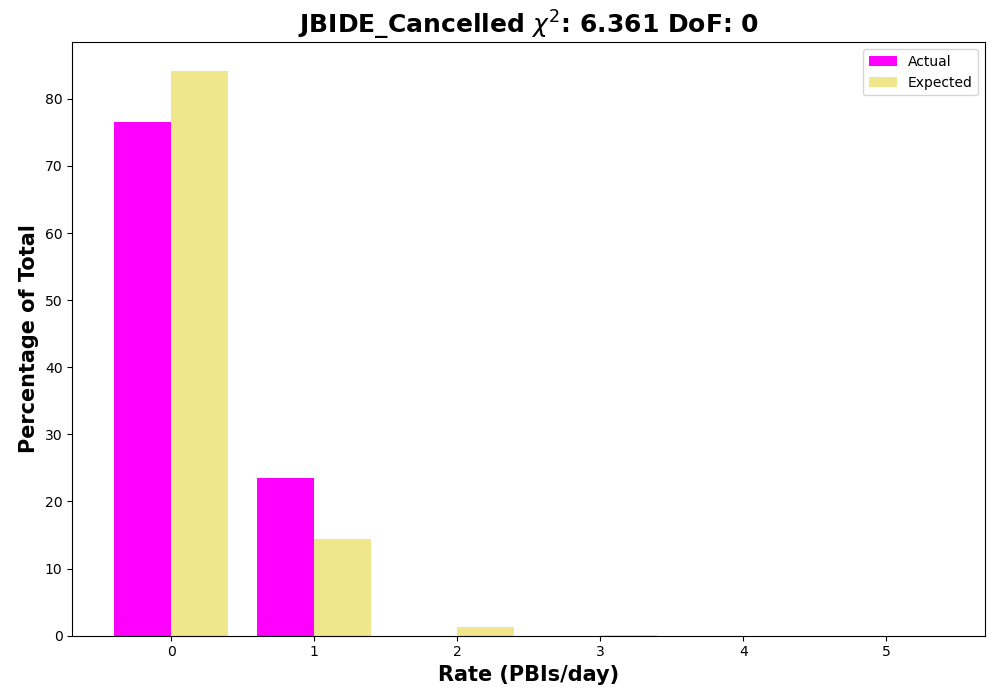 JBIDE_Cancelled χ²: 6.361 DoF: 0
Actual
Expected
Percentage of Total
80
70
60
50
40
30
20
10
0
0 1 2 3 4 5
Rate (PBIs/day)